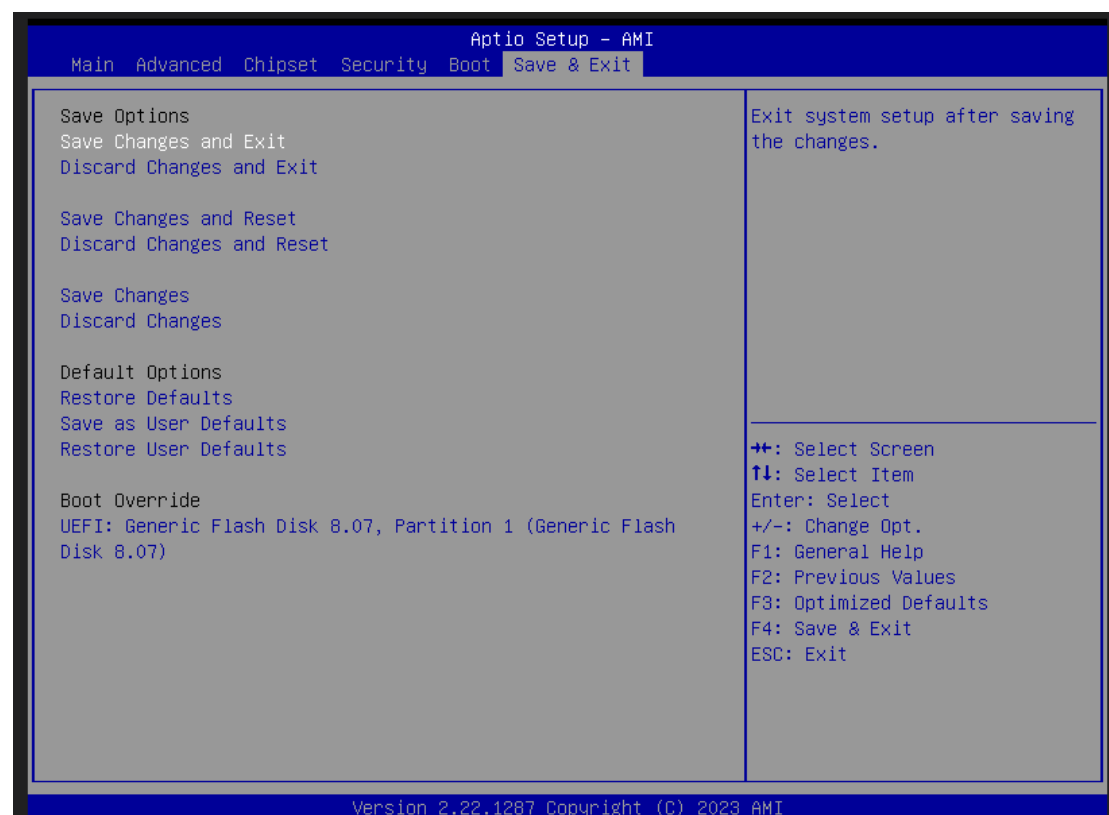 Aptio Setup – AMI
Main Advanced Chipset Security Boot Save & Exit
Save Options
Save Changes and Exit
Discard Changes and Exit
Save Changes and Reset
Discard Changes and Reset
Save Changes
Discard Changes
Default Options
Restore Defaults
Save as User Defaults
Restore User Defaults
Boot Override
UEFI: Generic Flash Disk 8.07, Partition 1 (Generic Flash
Disk 8.07)
Exit system setup after saving
the changes.
→←: Select Screen
↑↓: Select Item
Enter: Select
+/-: Change Opt.
F1: General Help
F2: Previous Values
F3: Optimized Defaults
F4: Save & Exit
ESC: Exit
Version 2.22.1287 Copyright (C) 2023 AMI